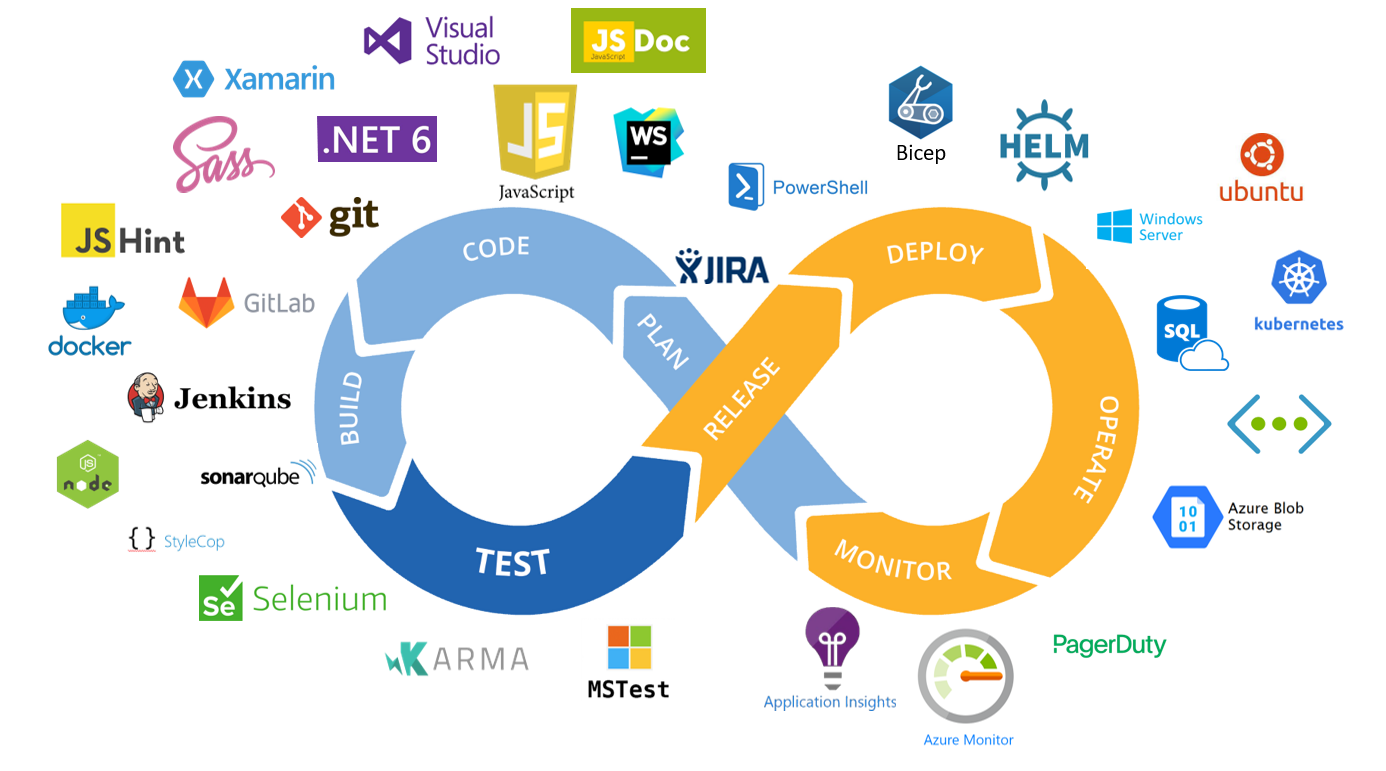 Visual
Studio
JS
JavaScript
Doc
Xamarin
Sass
.NET 6
JS
JavaScript
WS
Bicep
HELM
PowerShell
ubuntu
Windows
Server
git
JS Hint
CODE
JIRA
DEPLOY
GitLab
docker
PLAN
SQL
kubernetes
Jenkins
BUILD
RELEASE
OPERATE
JS
node
sonarqube
10
01
Azure Blob
Storage
{ } StyleCop
TEST
MONITOR
Se Selenium
KARMA
MSTest
Application Insights
PagerDuty
Azure Monitor